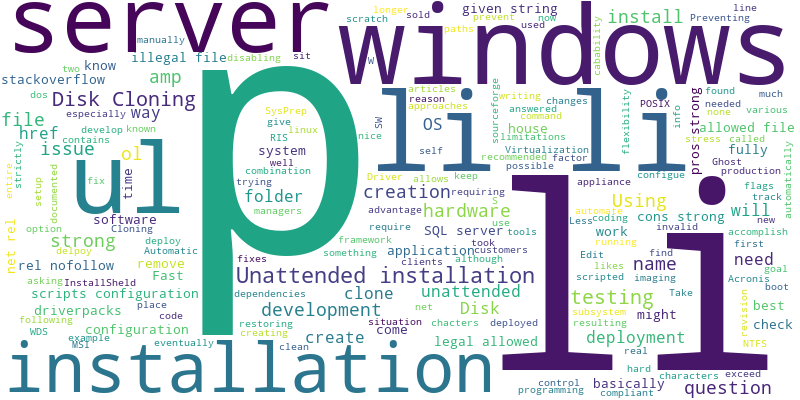 server
windows
given string
longer
sold
prevent
now
Preventing
line
scratch
paths
used
install
manually
disabling
sit
W
cabability
illegal file
two
know
stackoverflow
amp
articles
writing
changes
POSIX
found
much
dos
Disk Cloning
way
SysPrep
reason
approaches
sourceforge
answered
command
info
needed
none
various
especially
file
develop
known
give
linux
SW
nice
house
limitations
flexibility
allowed file
href
contains
RIS
OS
Virtualization
stress
called
automatically
issue
system
self
recommended
factor
pros strong
Ghost
fully
strictly
ul
ol
well
possible
configue
production
p
li li
entire
fix
time
combination
trying
Driver
allows
keep
appliance
flags
setup
documented
folder
creation
requiring
Using
will
track
managers
advantage
hardware
S
automate
cons strong
invalid
new
option
software
require
SQL server
use
tools
Less
coding
work
accomplish
net rel
strong
Cloning
framework
took
running
first
delpoy
deploy
fixes
something
application
customers
Edit
find
need
rel nofollow
Automatic
although
clients
likes
name
Acronis
asking
remove
Unattended installation
scripted
imaging
goal
InstallSheld
Fast
dependencies
net
unattended
Take
boot
scripts configuration
place
clone
Disk
testing
might
best
driverpacks
code
restoring
situation
chacters
deployed
subsystem
revision
following
configuration
creating
development
come
resulting
deployment
check
WDS
example
eventually
create
legal allowed
real
NTFS
MSI
clean
hard
characters
exceed
installation
li
control
basically
question
programming
compliant